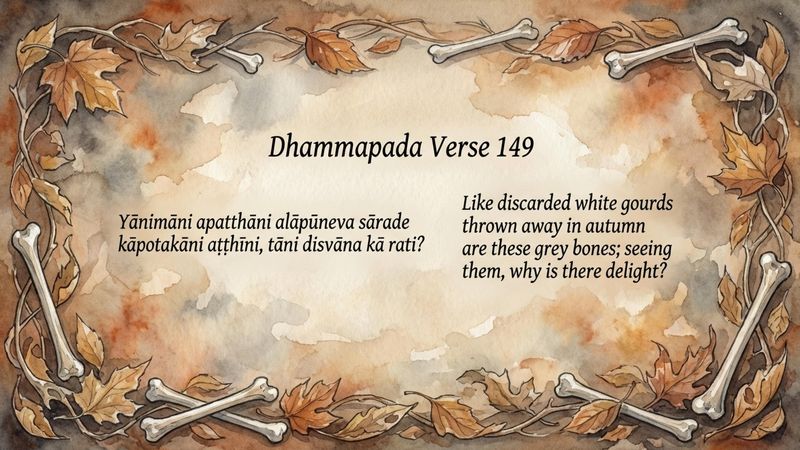 Dhammapada Verse 149
Yānimāni apatthāni alāpūneva sārade
kāpotakāni aṭṭhīni, tāni disvāna kā rati?
Like discarded white gourds
thrown away in autumn
are these grey bones; seeing
them, why is there delight?